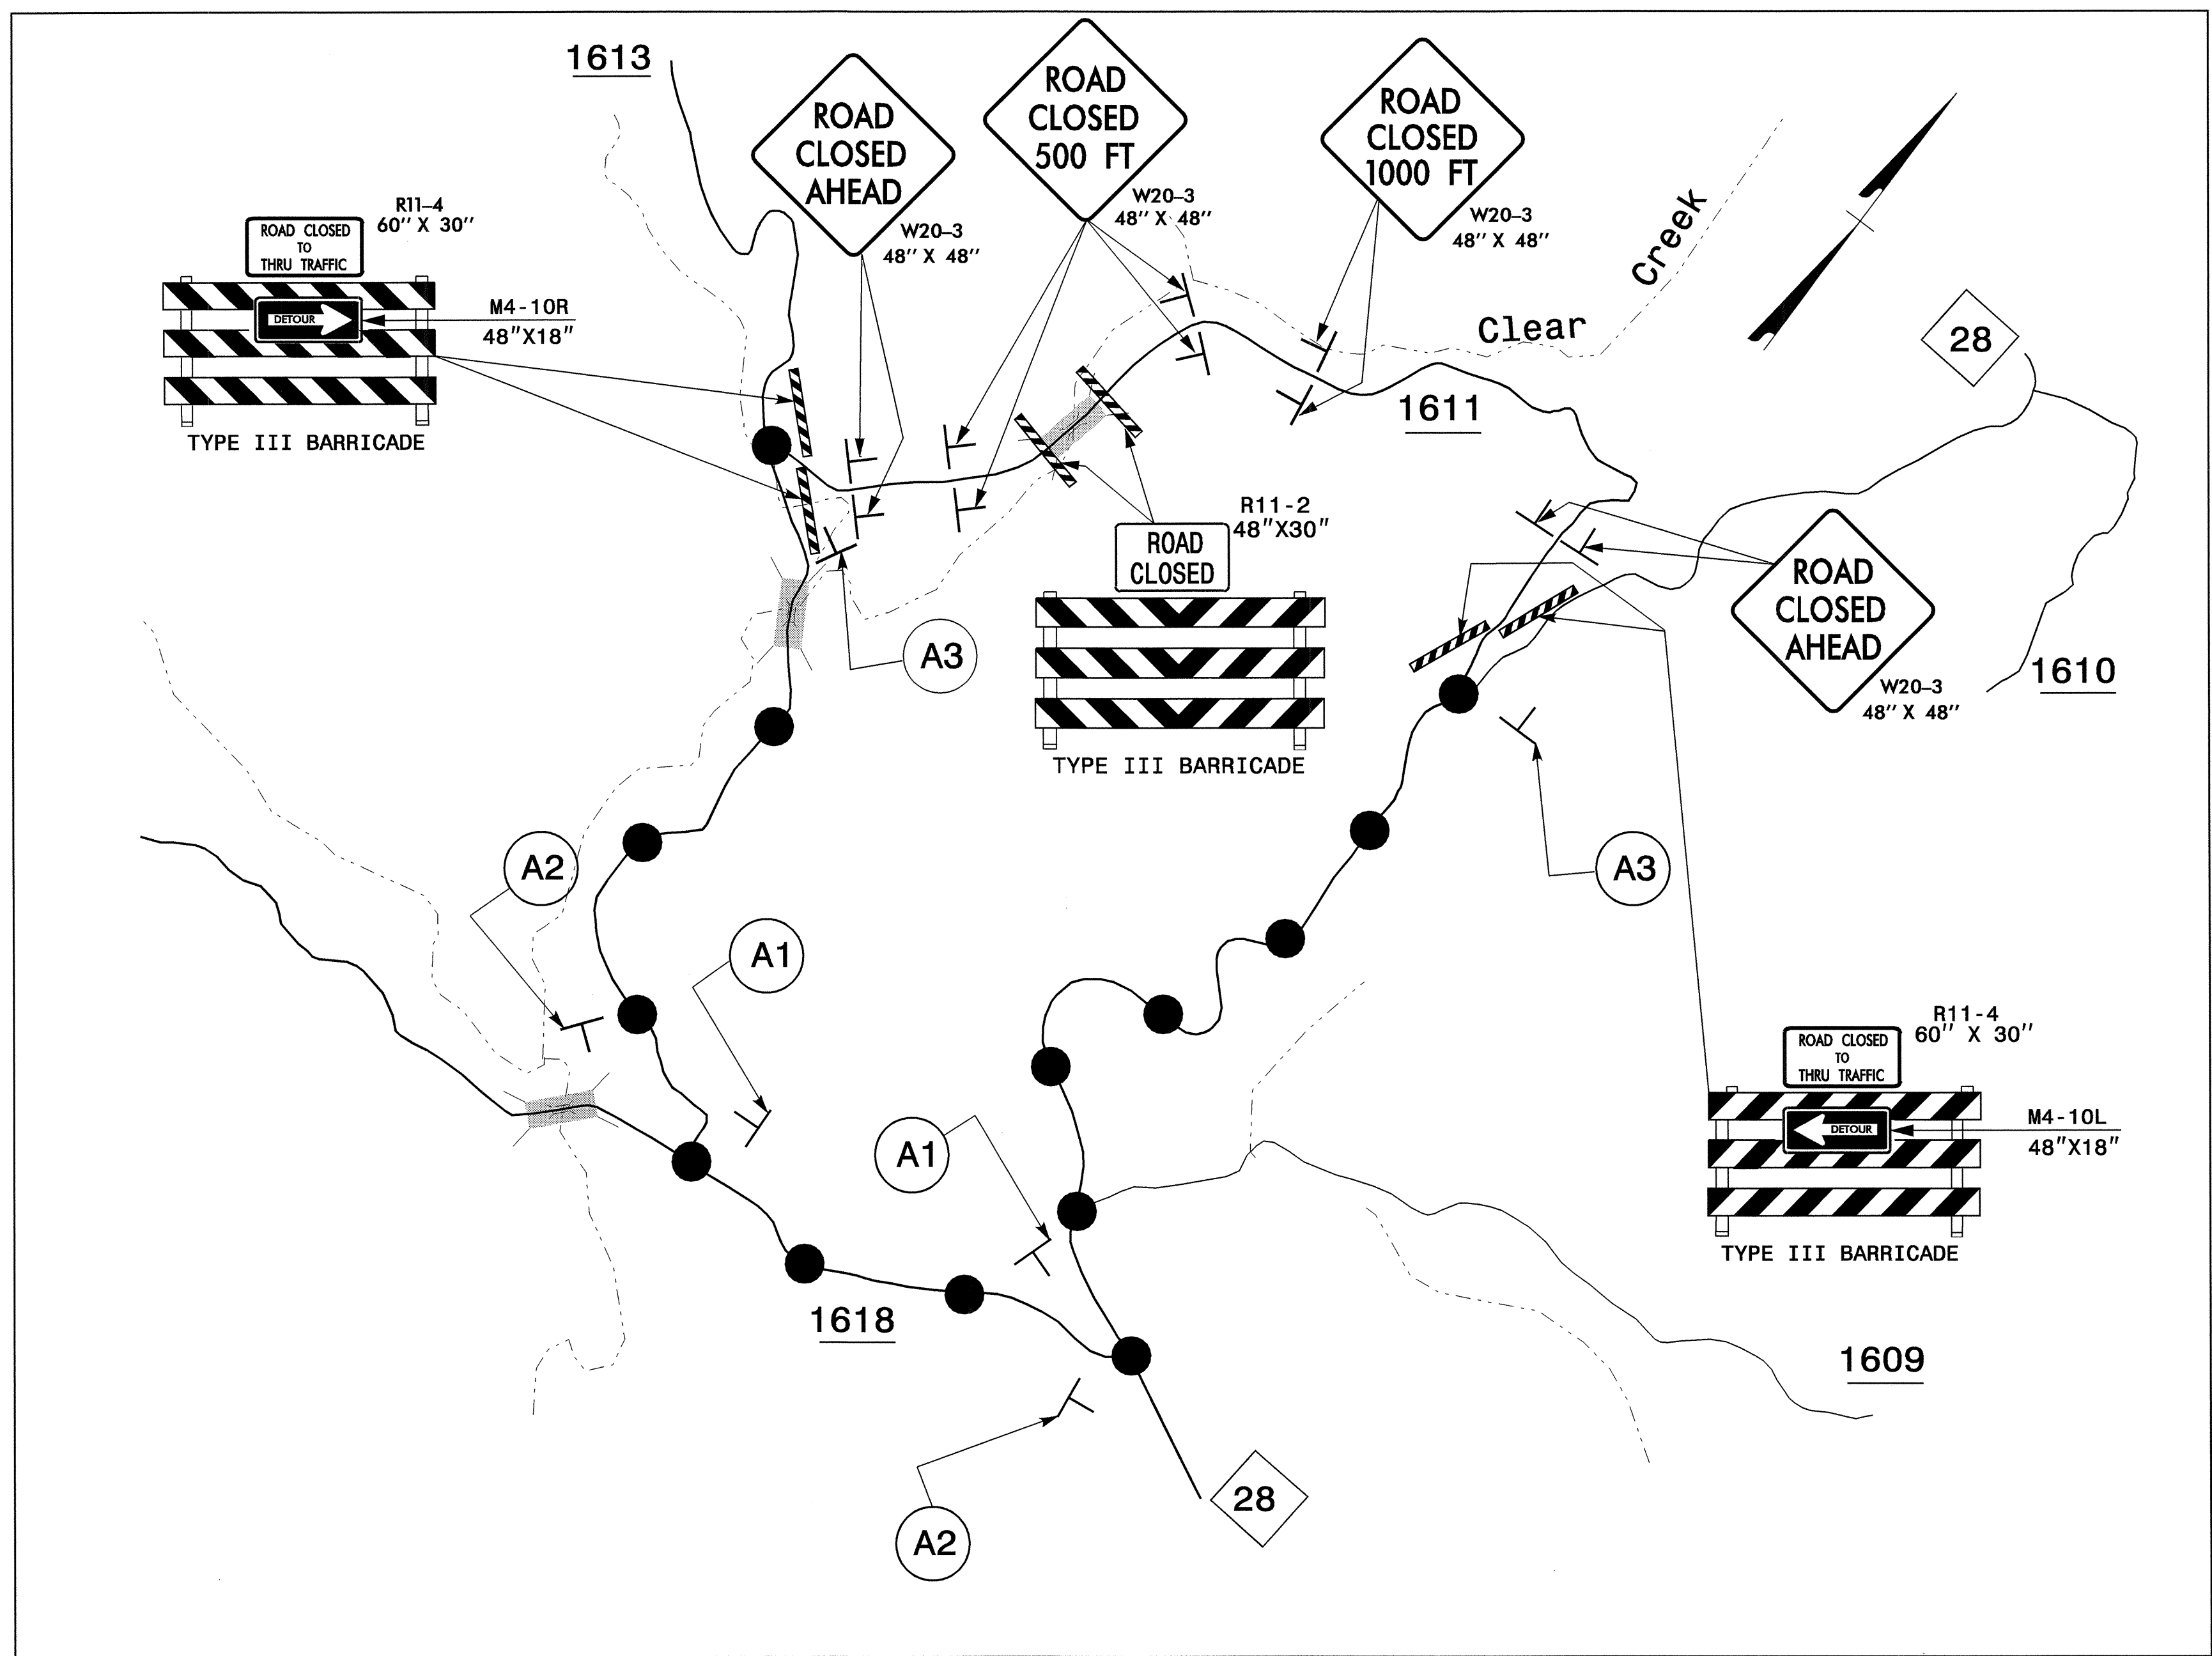 1613
ROAD
CLOSED
AHEAD
W20-3
48" X 48"
ROAD
CLOSED
500 FT
W20-3
48" X 48"
ROAD
CLOSED
1000 FT
W20-3
48" X 48"
Clear Creek
28
R11-4
60" X 30"
ROAD CLOSED
TO
THRU TRAFFIC
DETOUR
M4-10R
48"X18"
TYPE III BARRICADE
1611
R11-2
48"X30"
ROAD
CLOSED
TYPE III BARRICADE
ROAD
CLOSED
AHEAD
W20-3
48" X 48"
1610
A3
A2
A1
A3
A1
R11-4
60" X 30"
ROAD CLOSED
TO
THRU TRAFFIC
DETOUR
M4-10L
48"X18"
TYPE III BARRICADE
1618
1609
28
A2